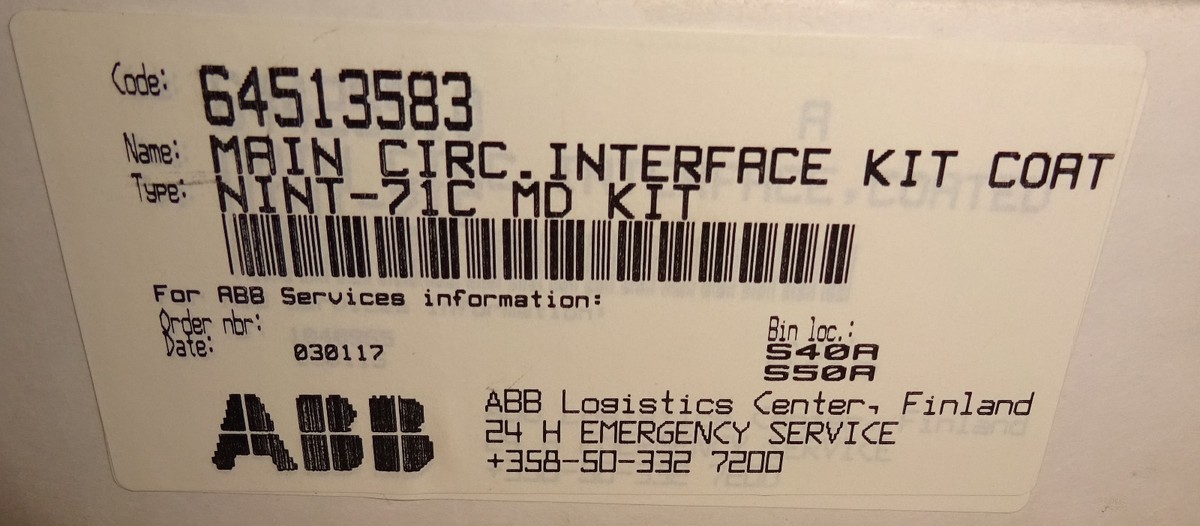 Code: 64513583
Name: MAIN CIRC.INTERFACE KIT COAT
Type: NINT-71C MD KIT
For ABB Services information:
Order nbr:
Date: 030117
Bin loc.:
S40A
S50A
ABB
ABB Logistics Center, Finland
24 H EMERGENCY SERVICE
+358-50-332 7200